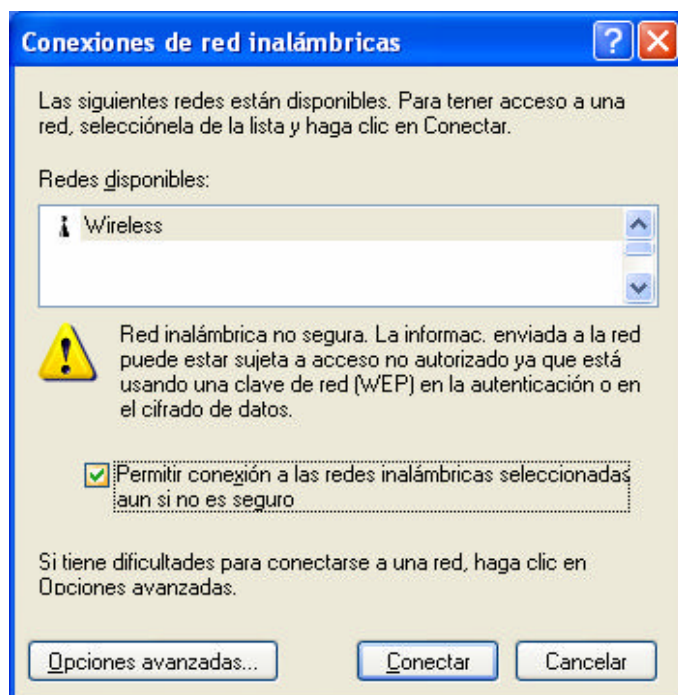 Conexiones de red inalámbricas
Las siguientes redes están disponibles. Para tener acceso a una
red, selecciónela de la lista y haga clic en Conectar.
Redes disponibles:
Wireless
Red inalámbrica no segura. La informac. enviada a la red
puede estar sujeta a acceso no autorizado ya que está
usando una clave de red (WEP) en la autenticación o en
el cifrado de datos.
Permitir conexión a las redes inalámbricas seleccionadas
aun si no es seguro
Si tiene dificultades para conectarse a una red, haga clic en
Opciones avanzadas.
Opciones avanzadas... Conectar Cancelar